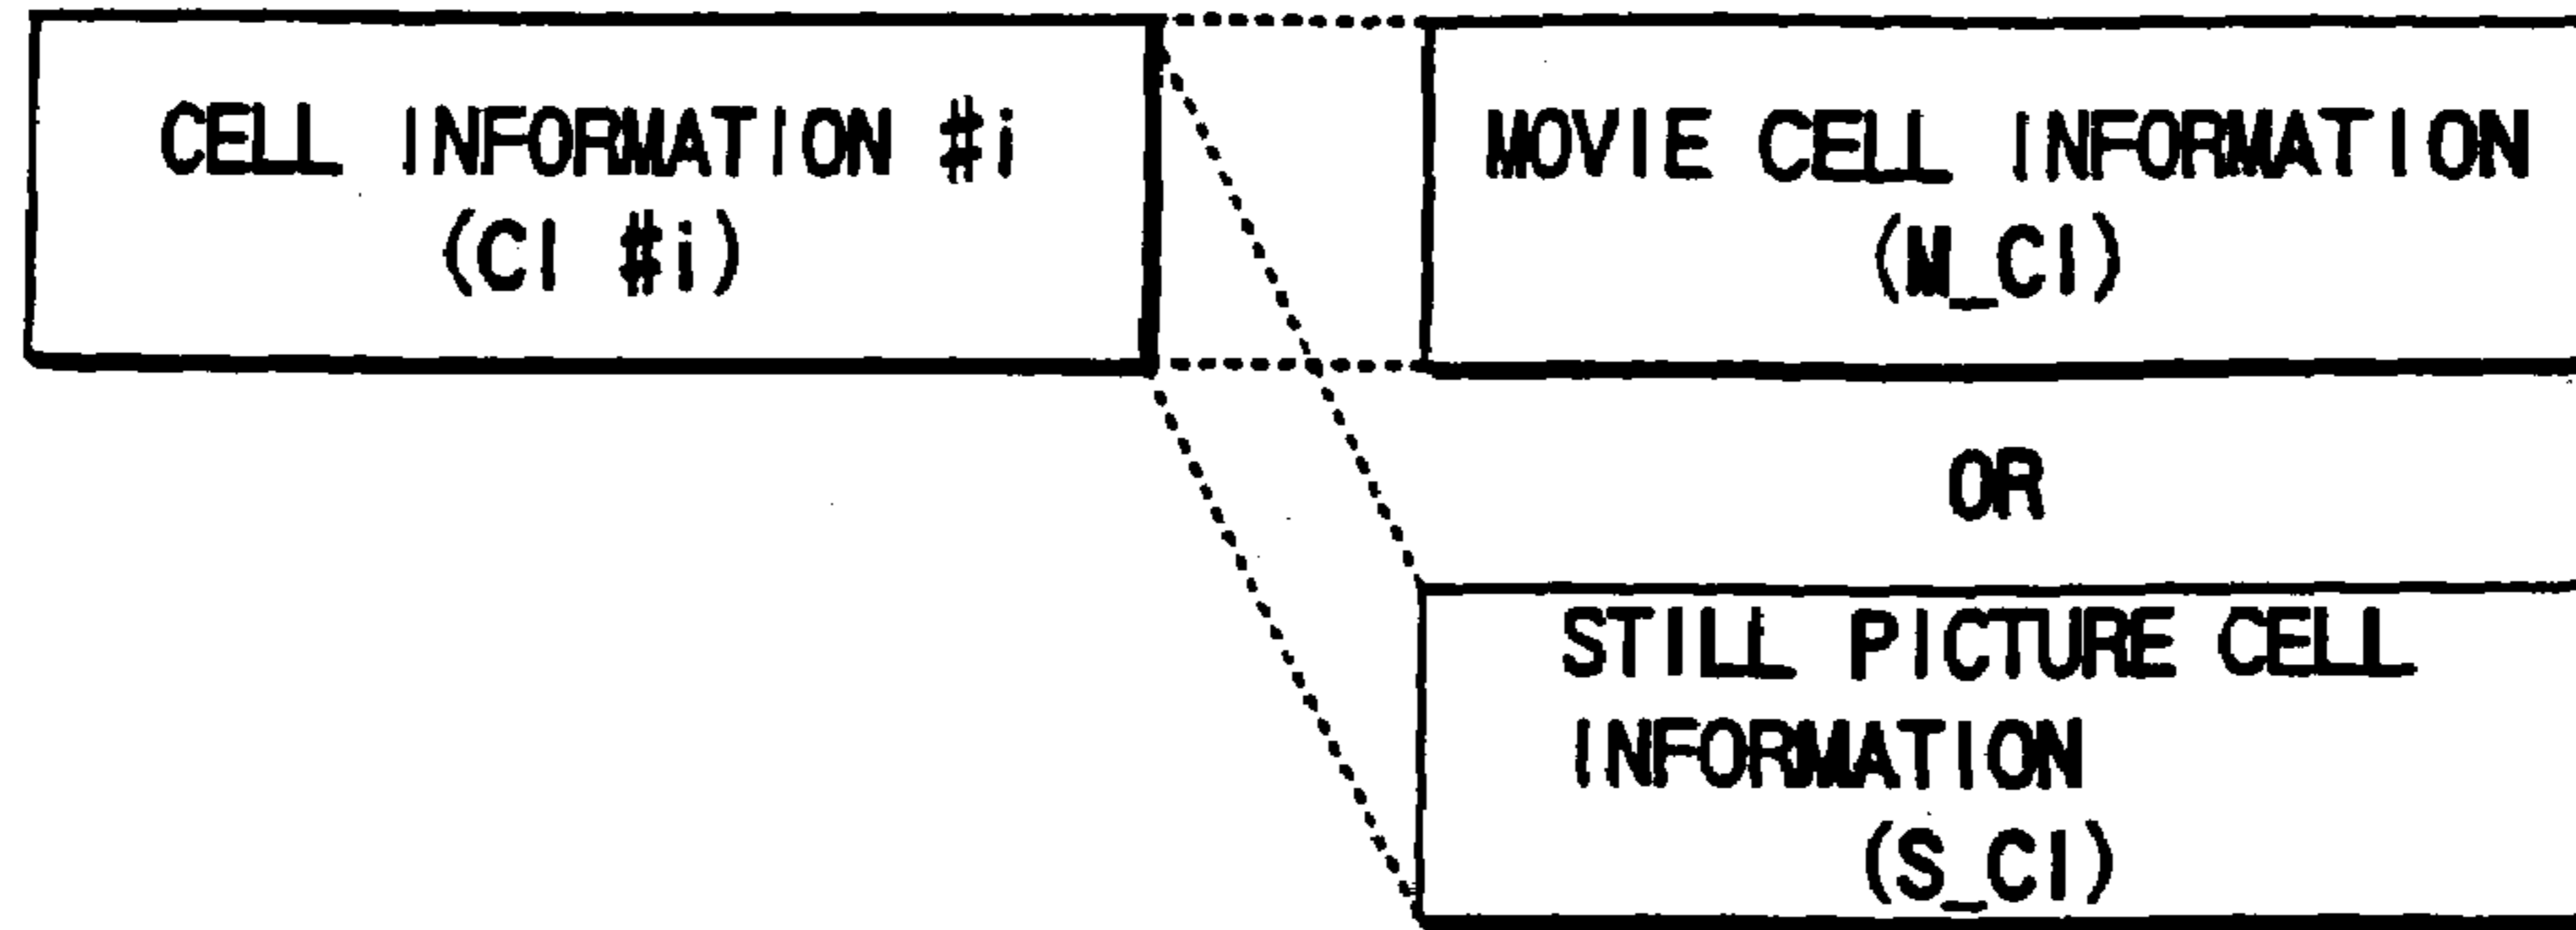 CELL INFORMATION #i
(CI #i)
MOVIE CELL INFORMATION
(M_CI)
OR
STILL PICTURE CELL
INFORMATION
(S_CI)